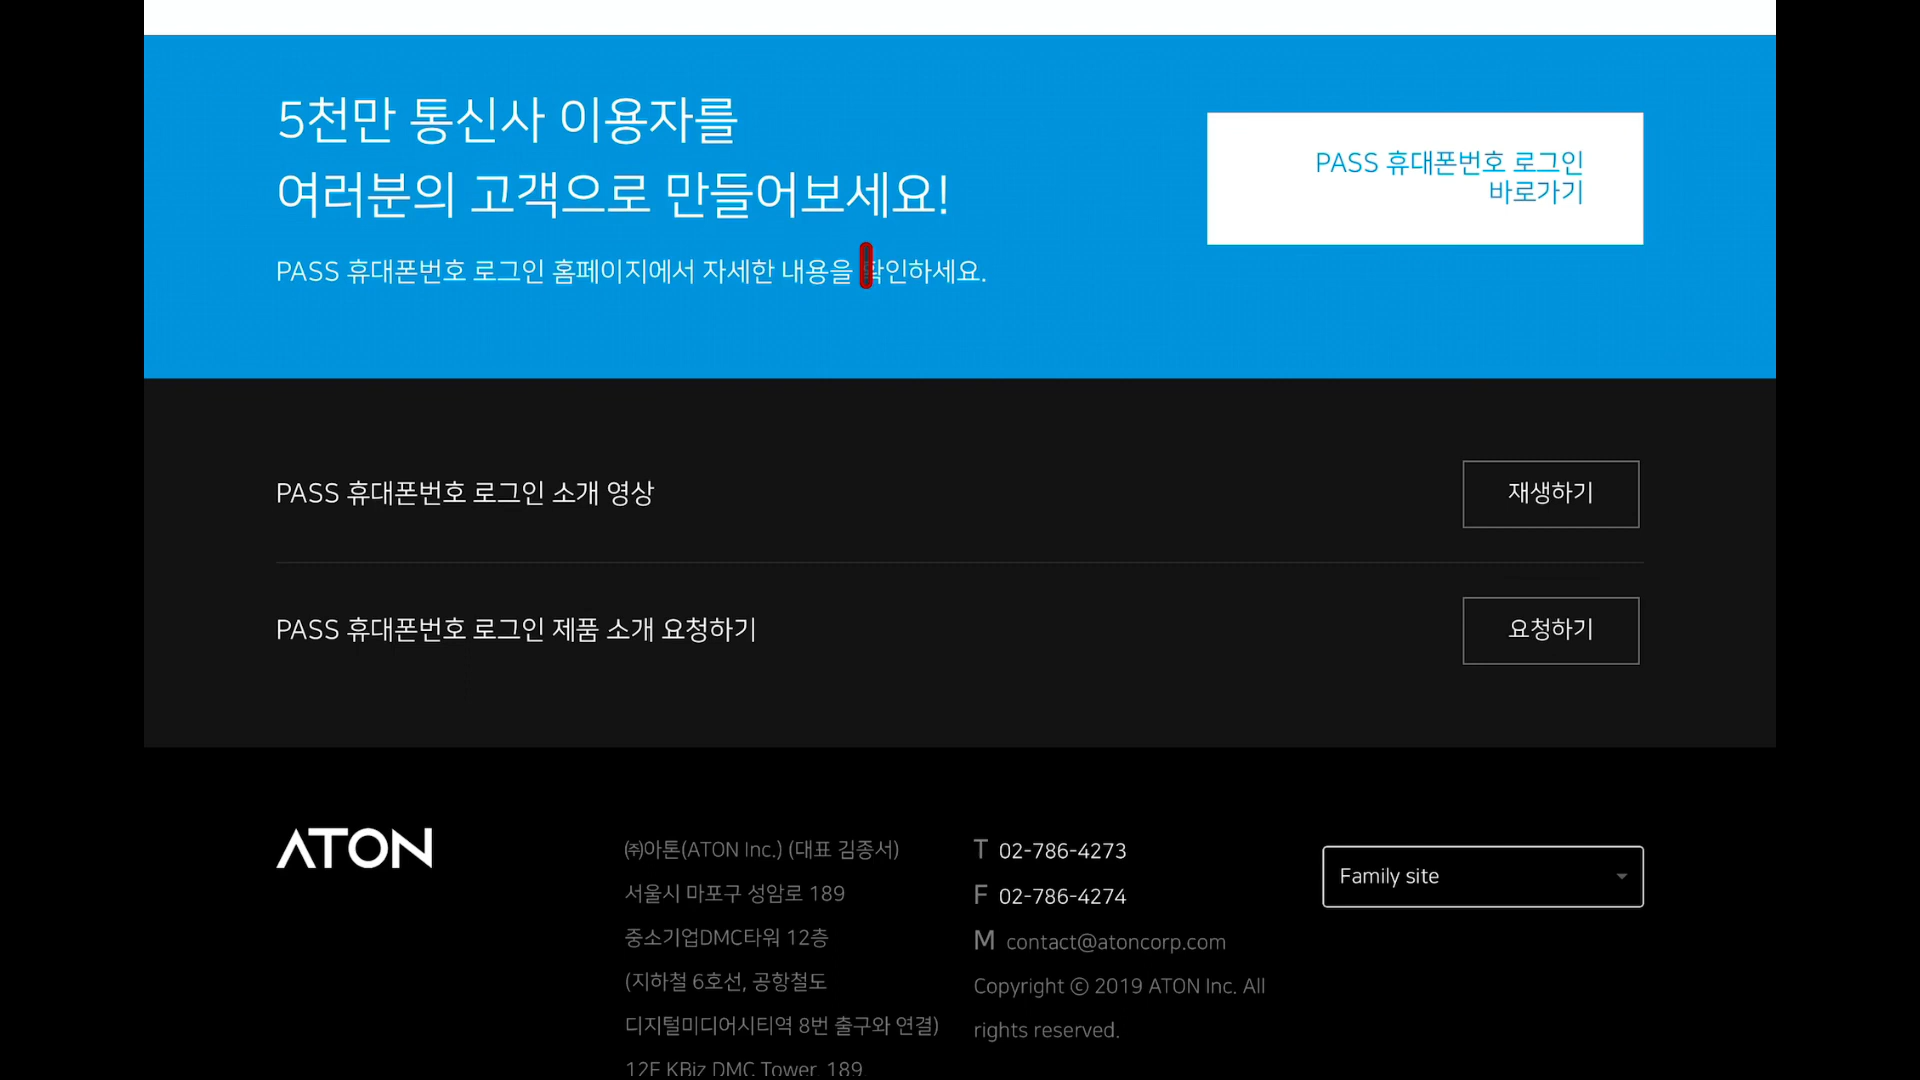 5천만 통신사 이용자를
여러분의 고객으로 만들어보세요!
PASS 휴대폰번호 로그인 홈페이지에서 자세한 내용을 확인하세요.
PASS 휴대폰번호 로그인
바로가기
PASS 휴대폰번호 로그인 소개 영상
재생하기
PASS 휴대폰번호 로그인 제품 소개 요청하기
요청하기
ATON
㈜아톤(ATON Inc.) (대표 김종서)
서울시 마포구 성암로 189
중소기업DMC타워 12층
(지하철 6호선, 공항철도
디지털미디어시티역 8번 출구와 연결)
12F KBiz DMC Tower, 189
T 02-786-4273
F 02-786-4274
M contact@atoncorp.com
Copyright ⓒ 2019 ATON Inc. All
rights reserved.
Family site